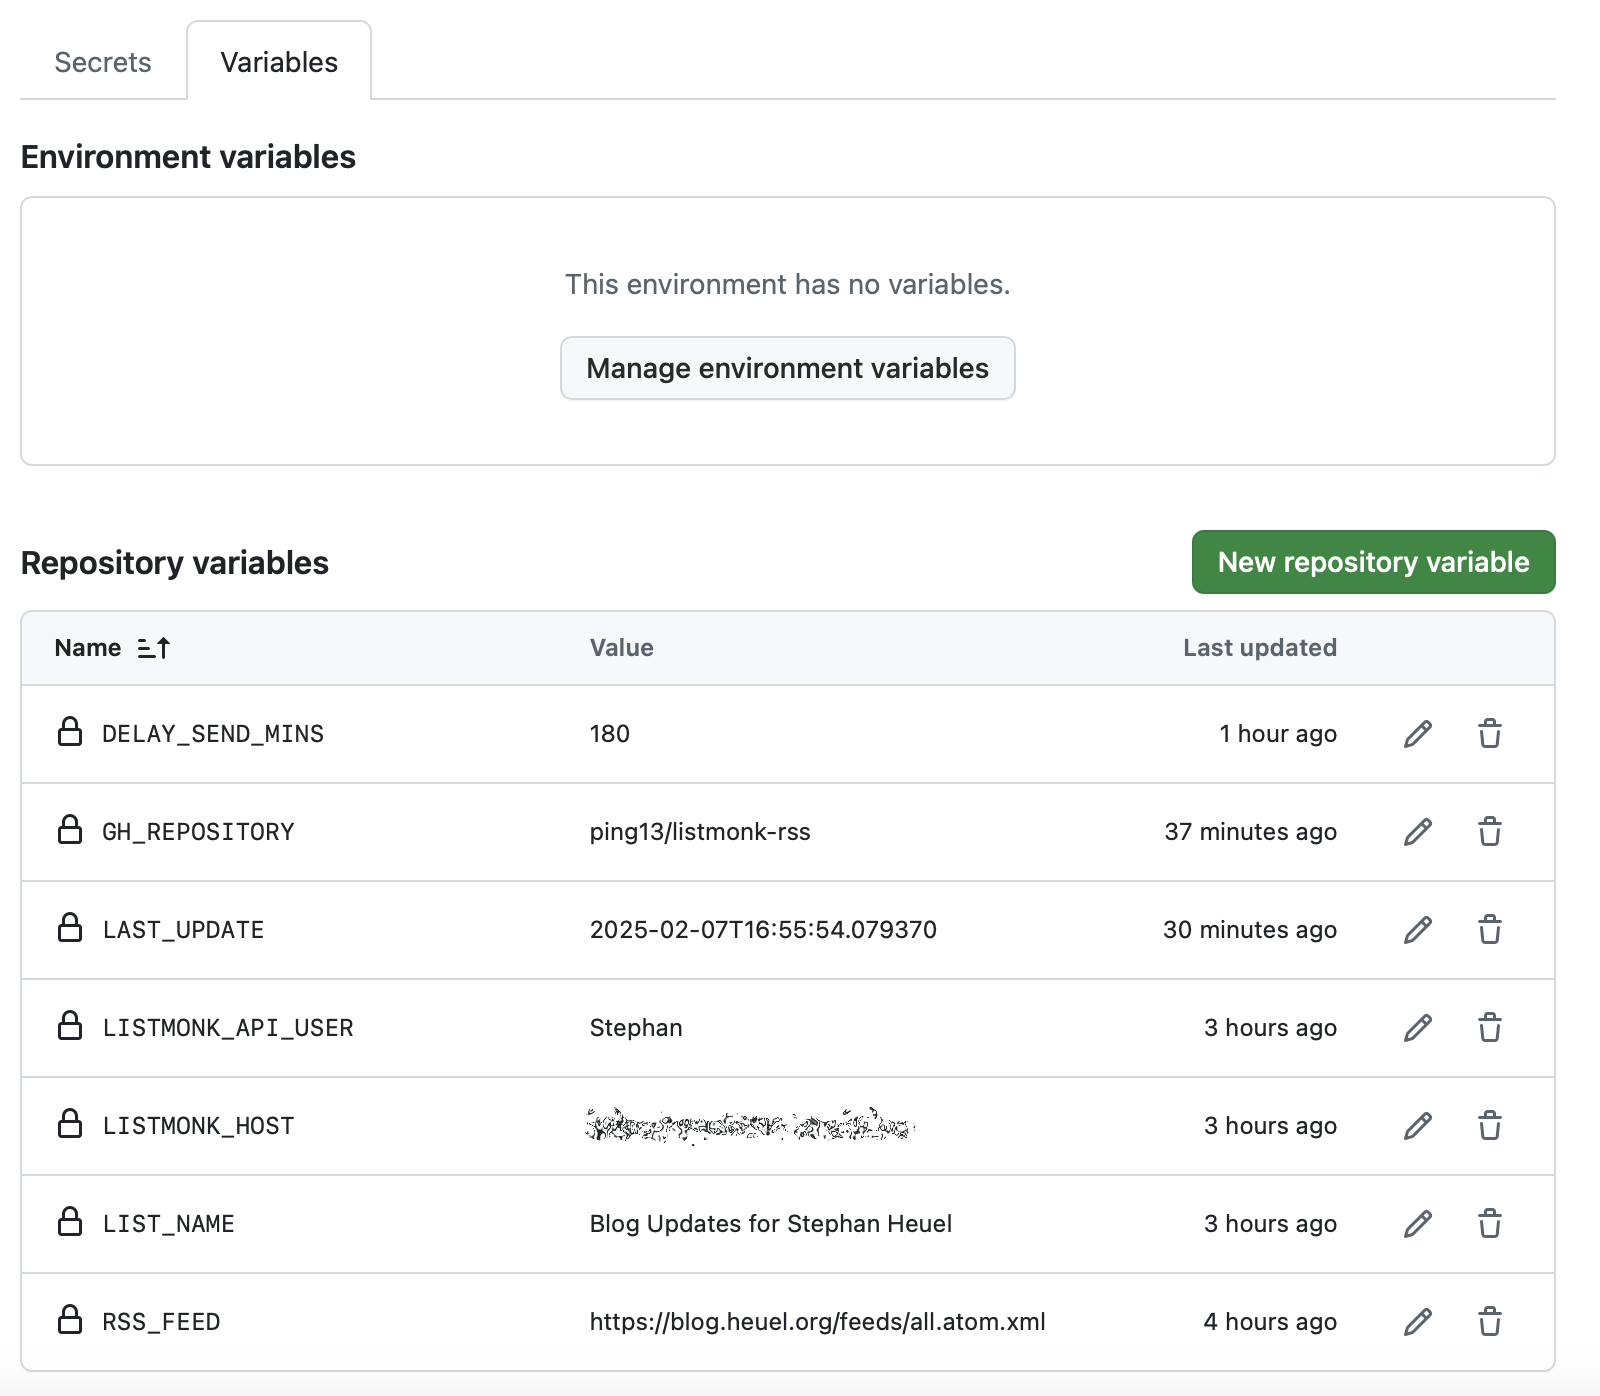 Secrets Variables
Environment variables
This environment has no variables.
Manage environment variables
Repository variables New repository variable
Name Value Last updated
DELAY_SEND_MINS 180 1 hour ago
GH_REPOSITORY ping13/listmonk-rss 37 minutes ago
LAST_UPDATE 2025-02-07T16:55:54.079370 30 minutes ago
LISTMONK_API_USER Stephan 3 hours ago
LISTMONK_HOST 3 hours ago
LIST_NAME Blog Updates for Stephan Heuel 3 hours ago
RSS_FEED https://blog.heuel.org/feeds/all.atom.xml 4 hours ago